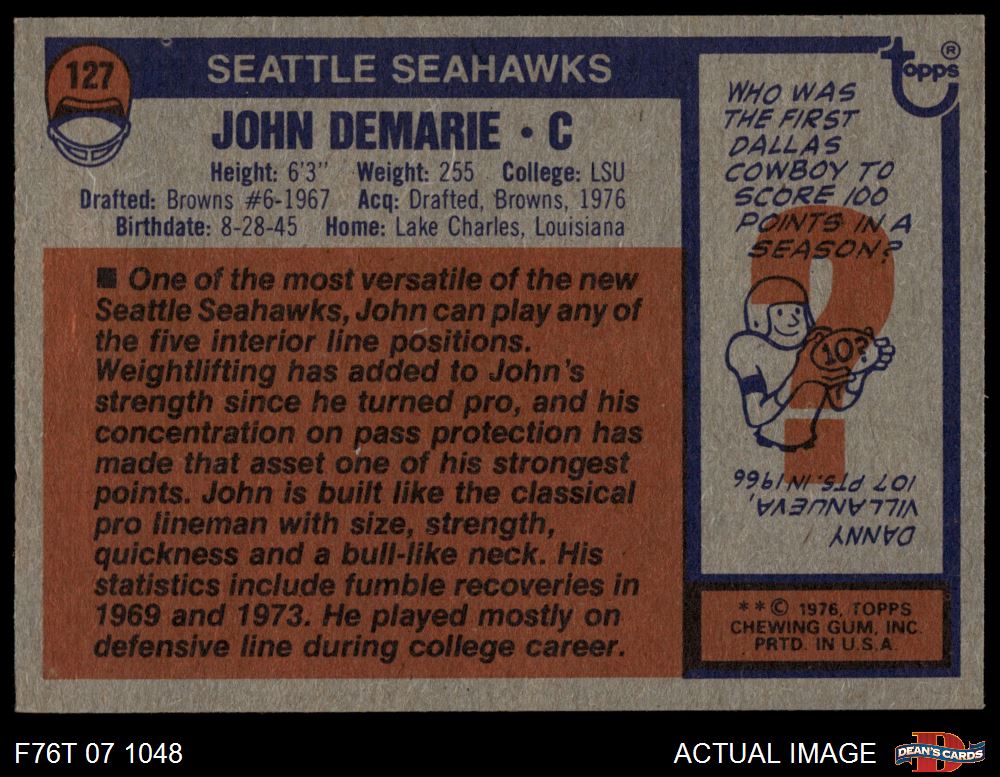 127
SEATTLE SEAHAWKS
JOHN DEMARIE • C
Height: 6'3" Weight: 255 College: LSU
Drafted: Browns #6-1967 Acq: Drafted, Browns, 1976
Birthdate: 8-28-45 Home: Lake Charles, Louisiana
■ One of the most versatile of the new
Seattle Seahawks, John can play any of
the five interior line positions.
Weightlifting has added to John's
strength since he turned pro, and his
concentration on pass protection has
made that asset one of his strongest
points. John is built like the classical
pro lineman with size, strength,
quickness and a bull-like neck. His
statistics include fumble recoveries in
1969 and 1973. He played mostly on
defensive line during college career.
topps®
WHO WAS
THE FIRST
DALLAS
COWBOY TO
SCORE 100
POINTS IN A
SEASON?
?
10?
DANNY
VILLANUEVA,
107 PTS. IN 1966
**© 1976, TOPPS
CHEWING GUM, INC.
PRTD. IN U.S.A.
F76T 07 1048
ACTUAL IMAGE
D
DEAN'S CARDS